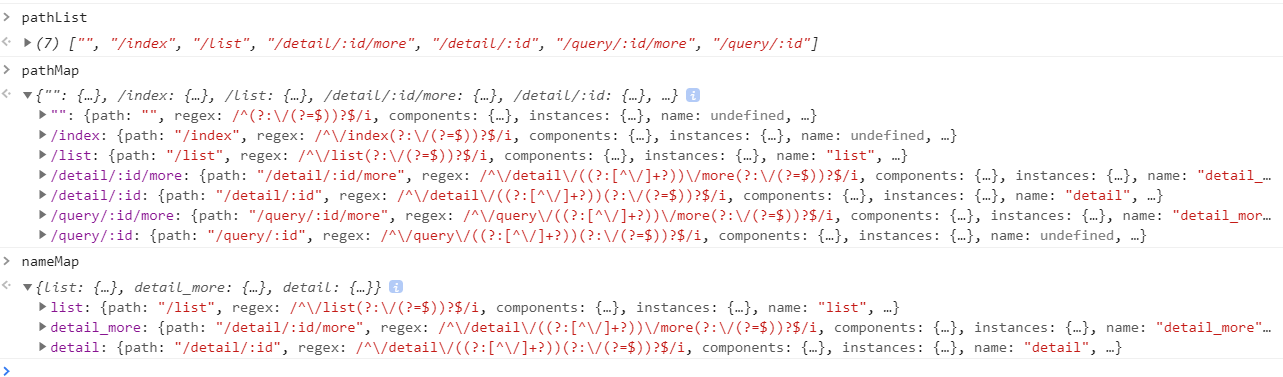 > pathList
<· ▶ (7) ["", "/index", "/list", "/detail/:id/more", "/detail/:id", "/query/:id/more", "/query/:id"]
> pathMap
<· ▼ {"": {…}, /index: {…}, /list: {…}, /detail/:id/more: {…}, /detail/:id: {…}, …} i
▶ "": {path: "", regex: /^(?:\/(?=$))?$/i, components: {…}, instances: {…}, name: undefined, …}
▶ /index: {path: "/index", regex: /^\/index(?:\/(?=$))?$/i, components: {…}, instances: {…}, name: undefined, …}
▶ /list: {path: "/list", regex: /^\/list(?:\/(?=$))?$/i, components: {…}, instances: {…}, name: "list", …}
▶ /detail/:id/more: {path: "/detail/:id/more", regex: /^\/detail\/((?:[^\/]+?))\/more(?:\/(?=$))?$/i, components: {…}, instances: {…}, name: "detail_…
▶ /detail/:id: {path: "/detail/:id", regex: /^\/detail\/((?:[^\/]+?))(?:\/(?=$))?$/i, components: {…}, instances: {…}, name: "detail", …}
▶ /query/:id/more: {path: "/query/:id/more", regex: /^\/query\/((?:[^\/]+?))\/more(?:\/(?=$))?$/i, components: {…}, instances: {…}, name: "detail_mor…
▶ /query/:id: {path: "/query/:id", regex: /^\/query\/((?:[^\/]+?))(?:\/(?=$))?$/i, components: {…}, instances: {…}, name: undefined, …}
> nameMap
<· ▼ {list: {…}, detail_more: {…}, detail: {…}} i
▶ list: {path: "/list", regex: /^\/list(?:\/(?=$))?$/i, components: {…}, instances: {…}, name: "list", …}
▶ detail_more: {path: "/detail/:id/more", regex: /^\/detail\/((?:[^\/]+?))\/more(?:\/(?=$))?$/i, components: {…}, instances: {…}, name: "detail_more"…
▶ detail: {path: "/detail/:id", regex: /^\/detail\/((?:[^\/]+?))(?:\/(?=$))?$/i, components: {…}, instances: {…}, name: "detail", …}
>